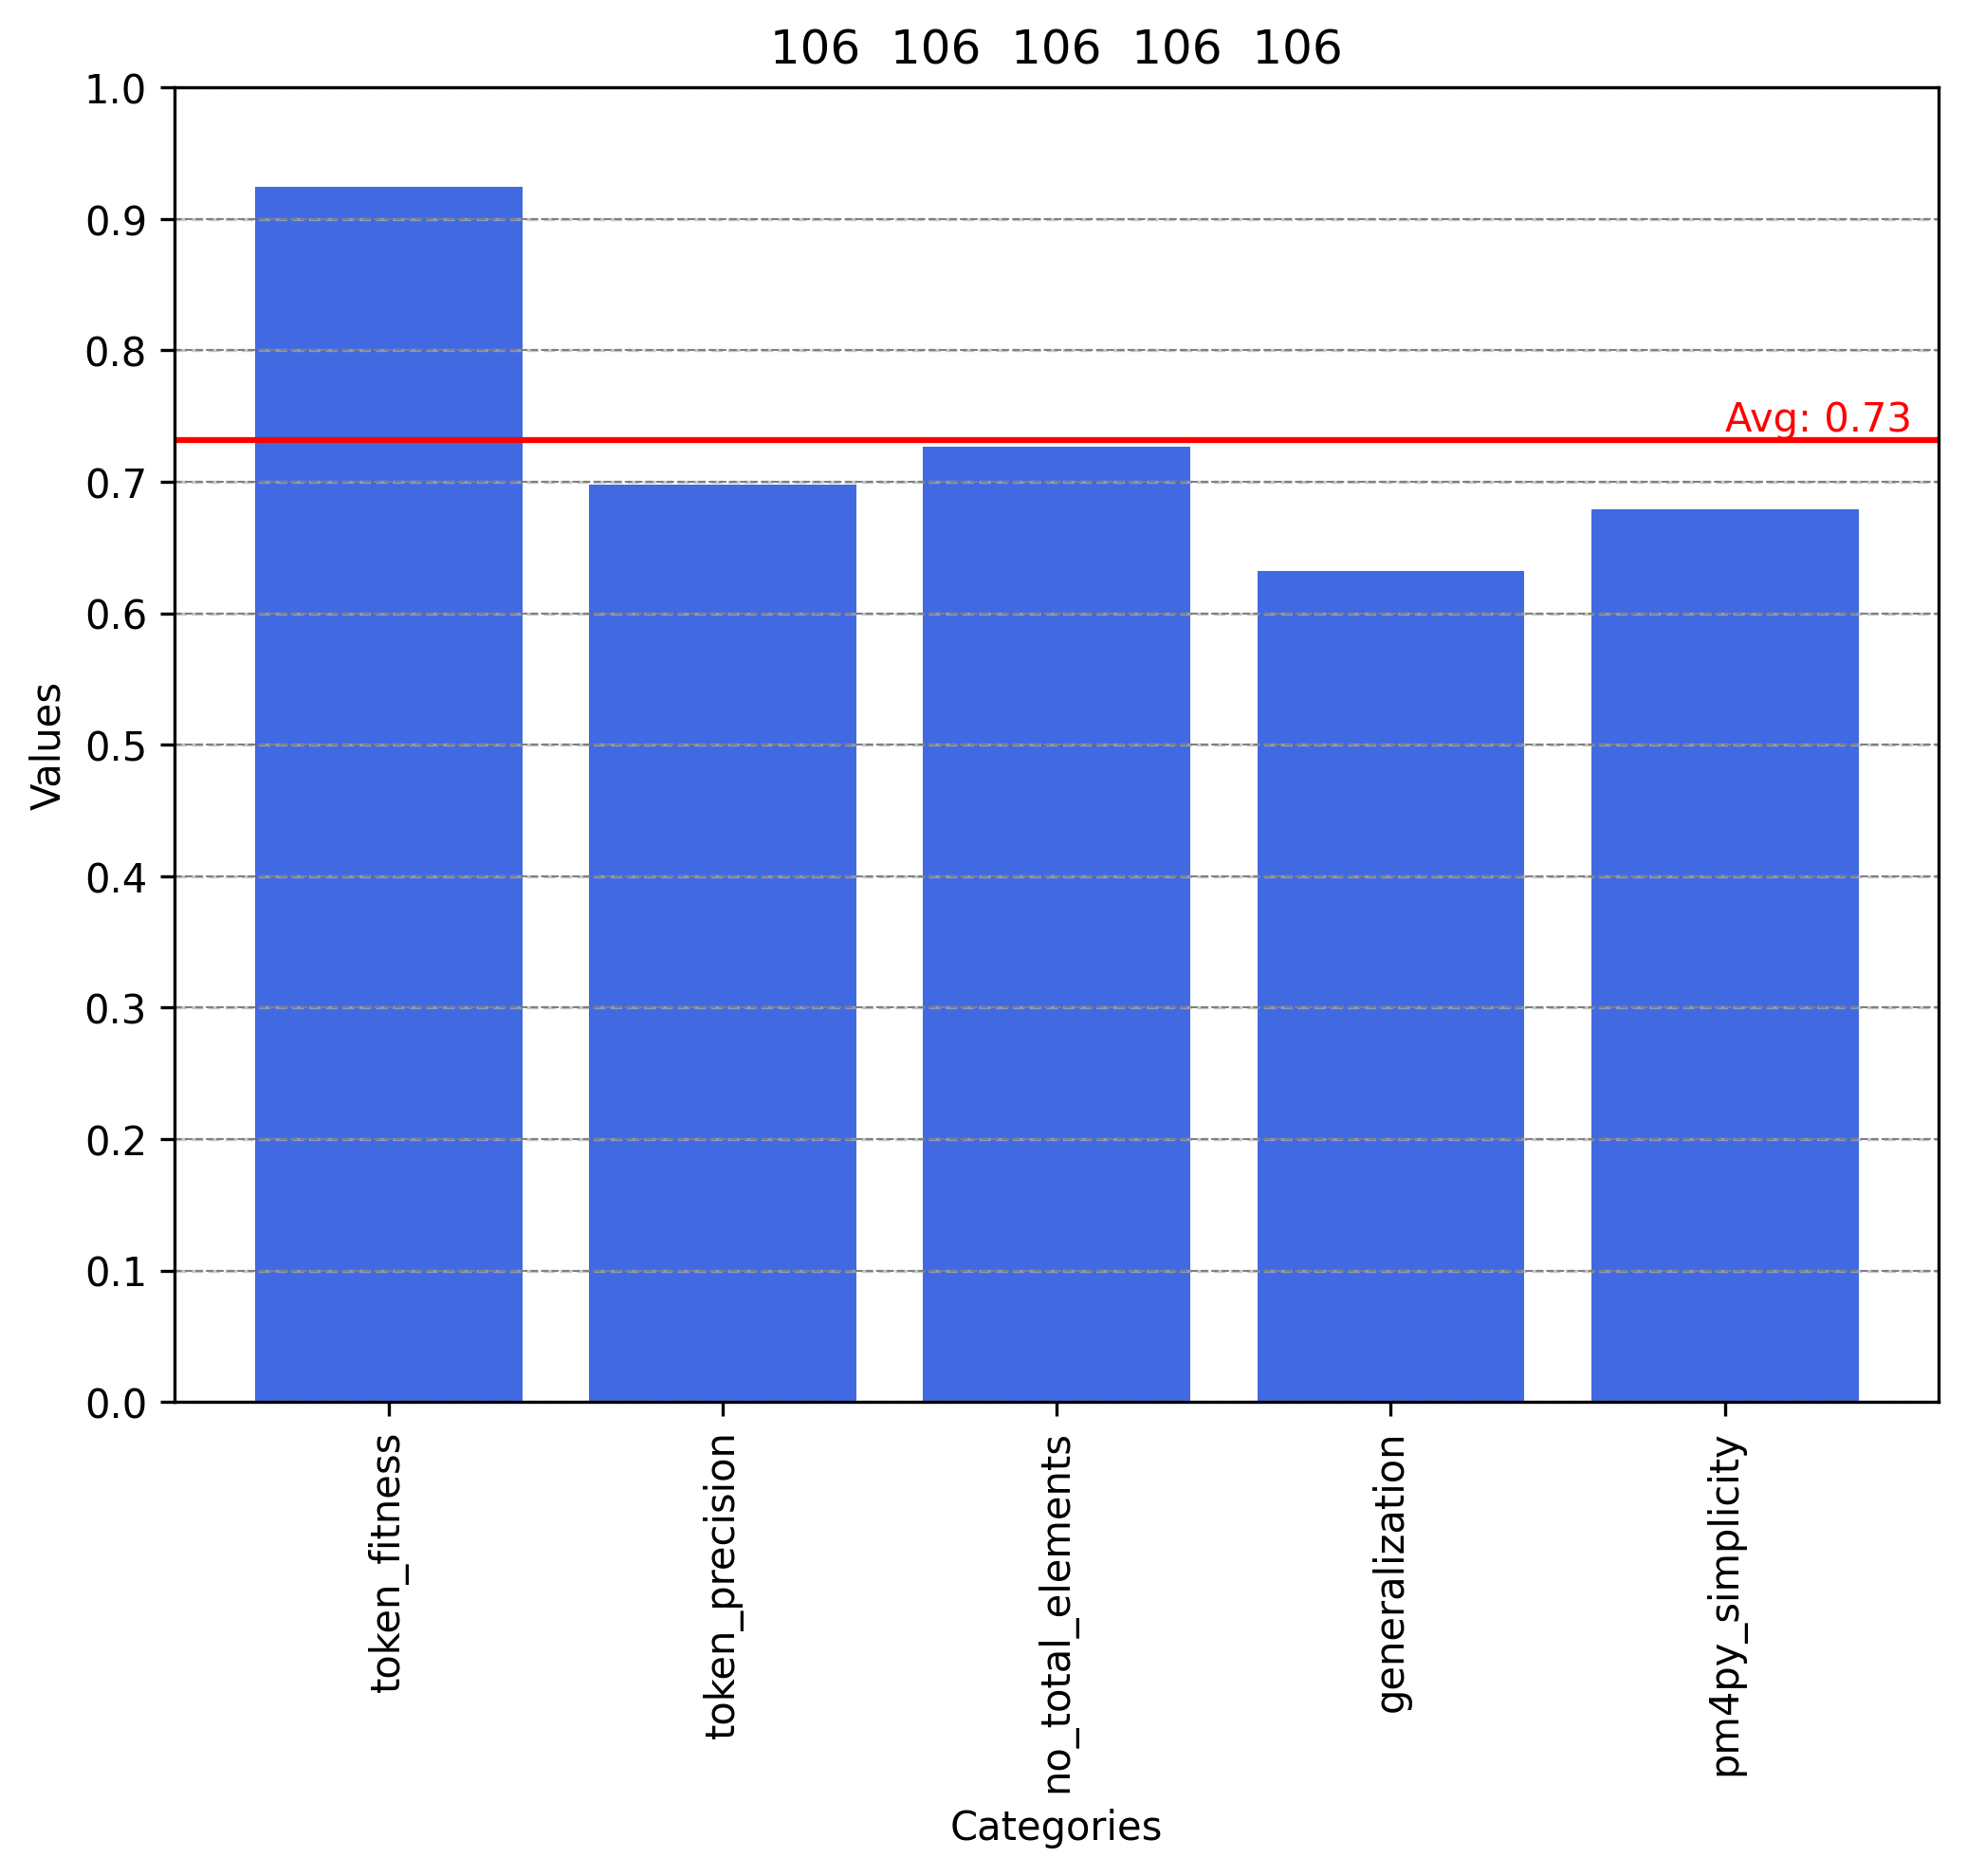 106 106 106 106 106
1.0
0.9
0.8
Avg: 0.73
0.7
0.6
0.5
0.4
0.3
0.2
0.1
0.0
Values
token_fitness
token_precision
no_total_elements
generalization
pm4py_simplicity
Categories